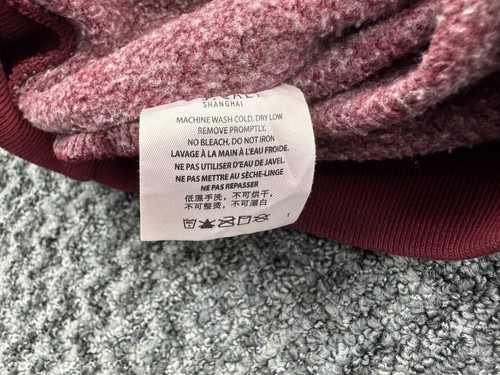 SHANGHAI
MACHINE WASH COLD, DRY LOW
REMOVE PROMPTLY.
NO BLEACH, DO NOT IRON
LAVAGE À LA MAIN À L'EAU FROIDE.
NE PAS UTILISER D'EAU DE JAVEL.
NE PAS METTRE AU SÈCHE-LINGE
NE PAS REPASSER
低溫手洗，不可烘干，
不可整烫，不可漂白